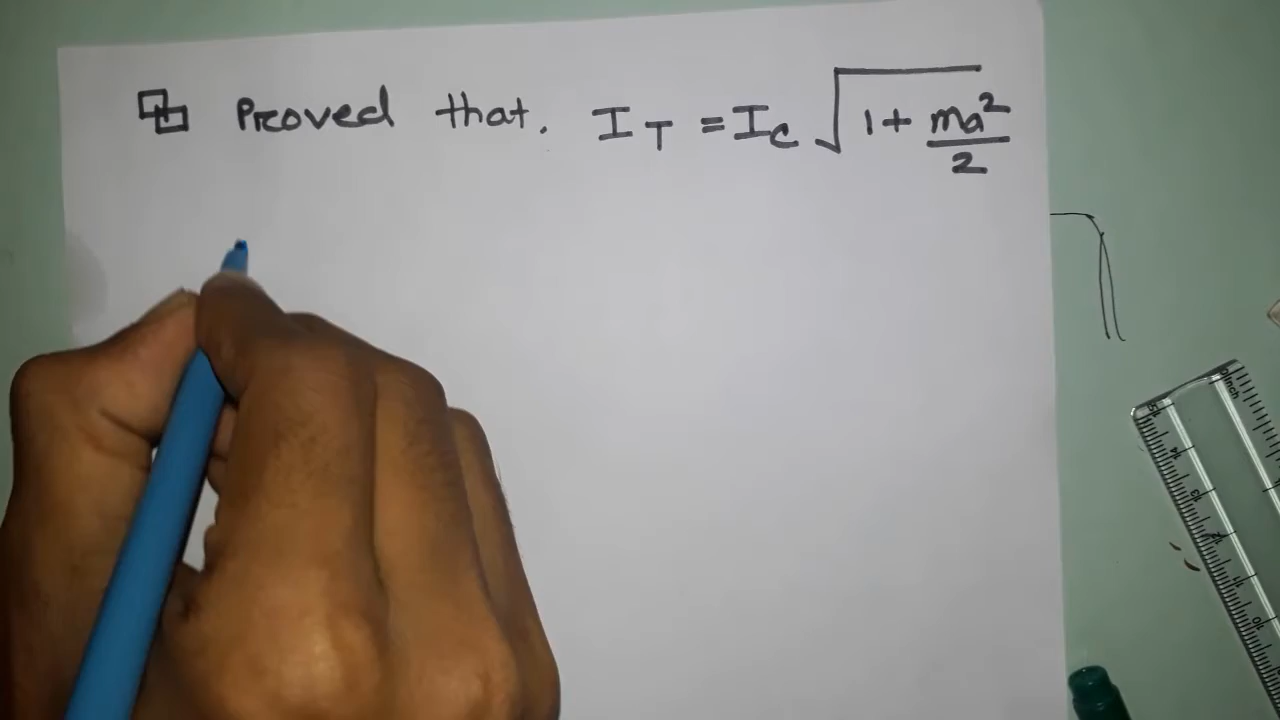 Proved that. I_T = I_C √(1 + ma²/2)